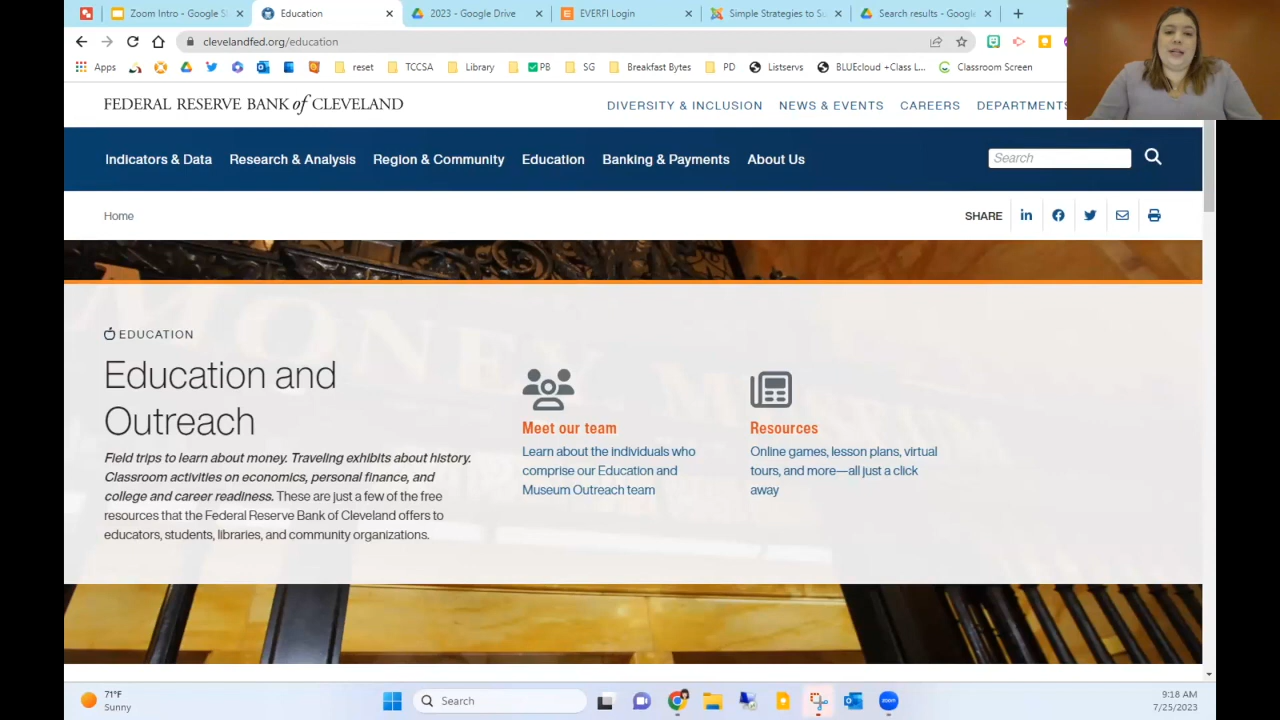 Zoom Intro - Google Sl
Education
2023 - Google Drive
EVERFI Login
Simple Strategies to Su
Search results - Google
clevelandfed.org/education
Apps
reset
TCCSA
Library
PB
SG
Breakfast Bytes
PD
Listservs
BLUEcloud +Class L...
Classroom Screen
FEDERAL RESERVE BANK of CLEVELAND
DIVERSITY & INCLUSION
NEWS & EVENTS
CAREERS
DEPARTMENTS
Indicators & Data
Research & Analysis
Region & Community
Education
Banking & Payments
About Us
Search
Home
SHARE
MONEY MUSEUM
EDUCATION
Education and
Outreach
Field trips to learn about money. Traveling exhibits about history.
Classroom activities on economics, personal finance, and
college and career readiness. These are just a few of the free
resources that the Federal Reserve Bank of Cleveland offers to
educators, students, libraries, and community organizations.
Meet our team
Learn about the individuals who
comprise our Education and
Museum Outreach team
Resources
Online games, lesson plans, virtual
tours, and more—all just a click
away
71°F
Sunny
Search
zoom
9:18 AM
7/25/2023